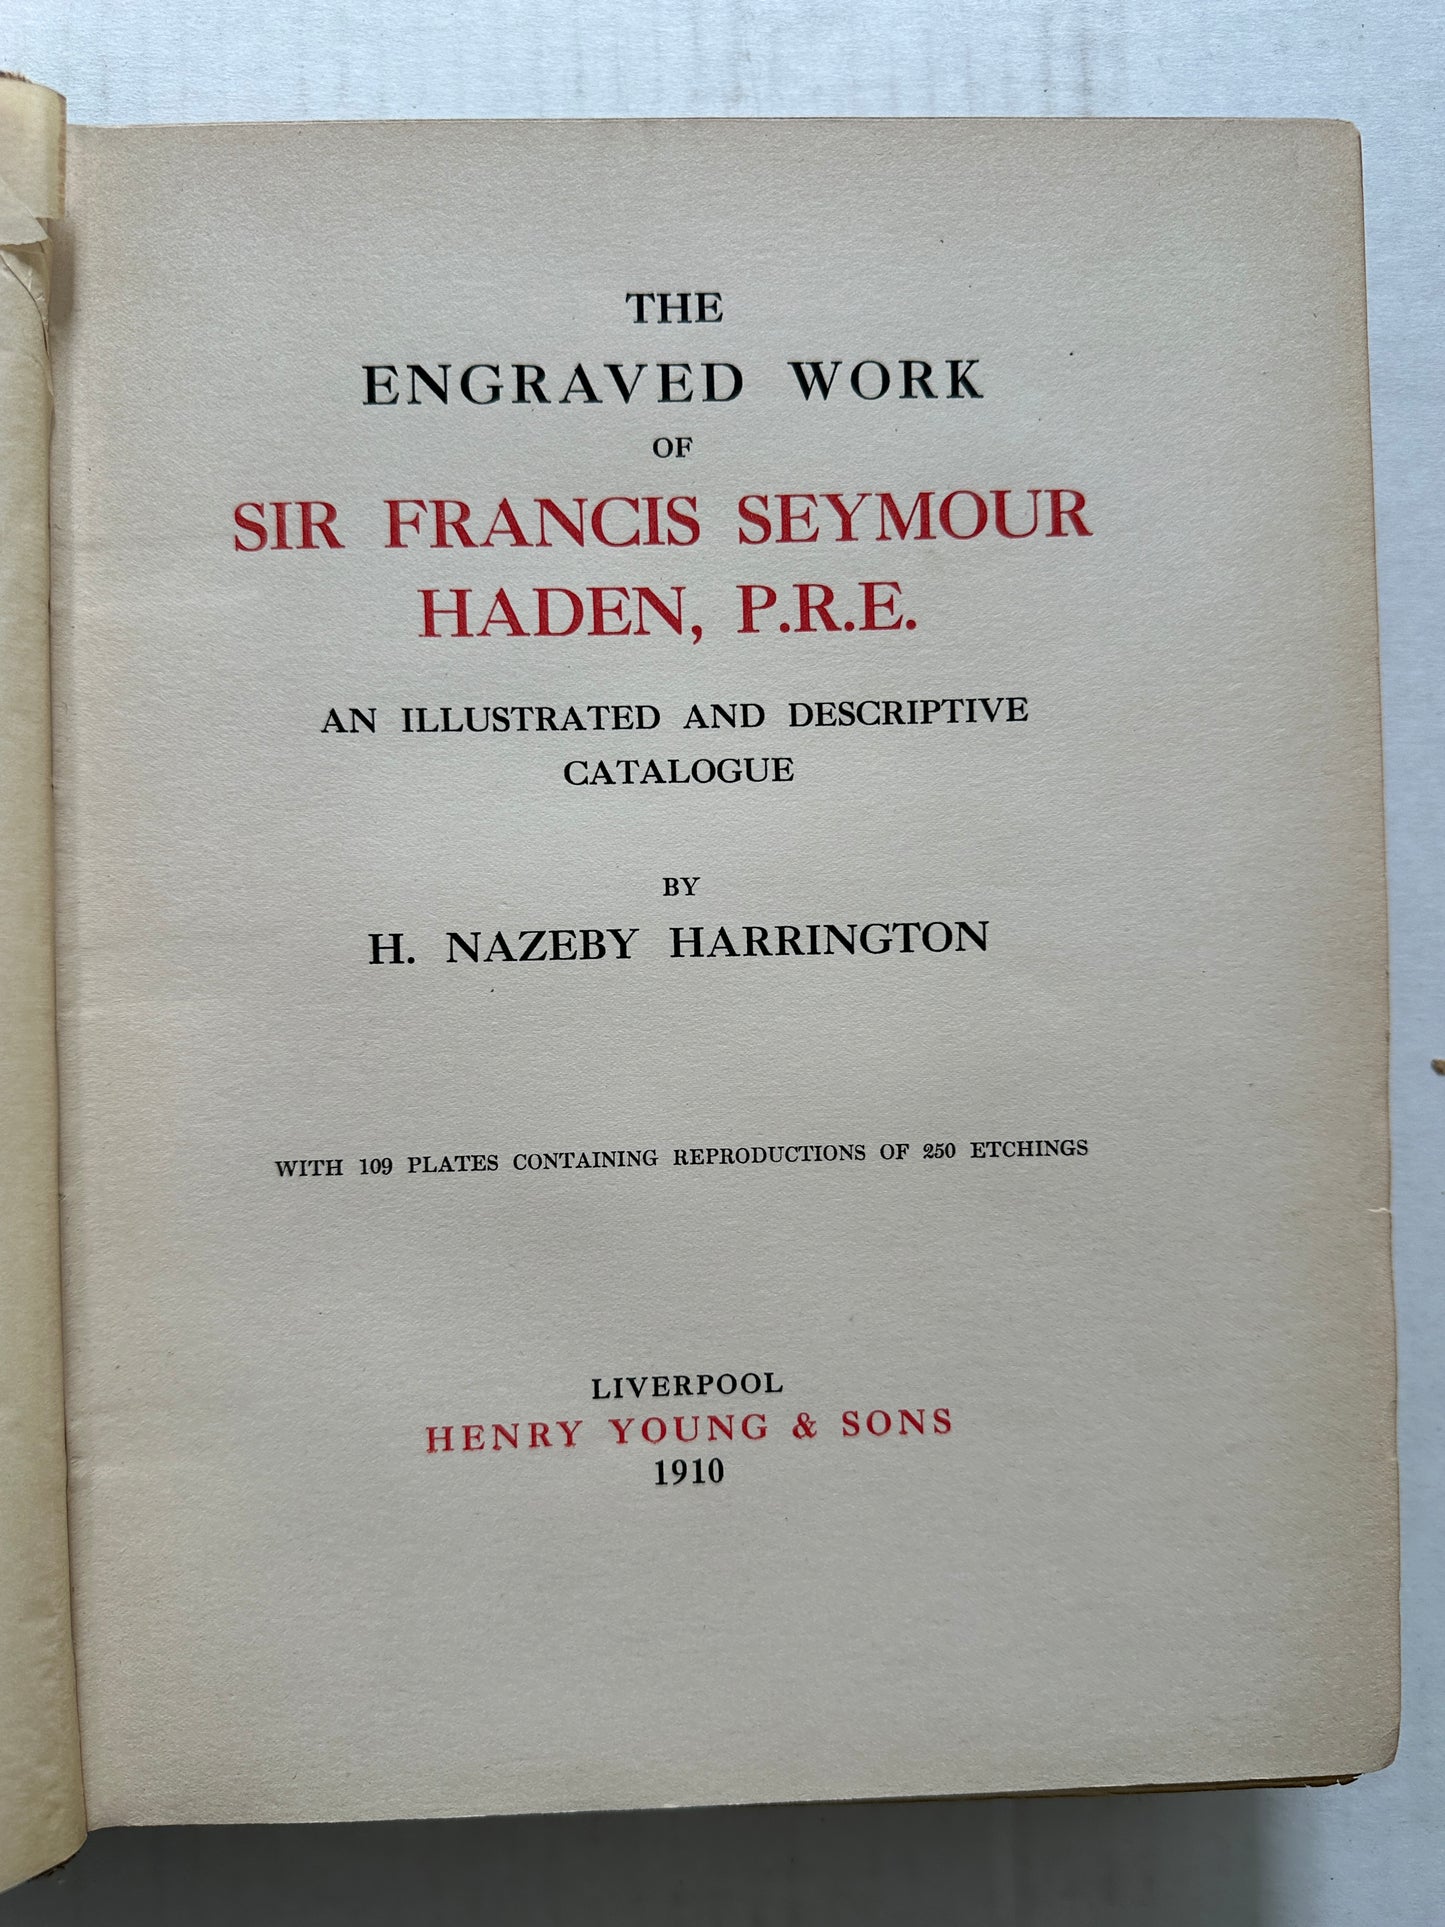 THE
ENGRAVED WORK
OF
SIR FRANCIS SEYMOUR
HADEN, P.R.E.
AN ILLUSTRATED AND DESCRIPTIVE
CATALOGUE
BY
H. NAZEBY HARRINGTON
WITH 109 PLATES CONTAINING REPRODUCTIONS OF 250 ETCHINGS
LIVERPOOL
HENRY YOUNG & SONS
1910